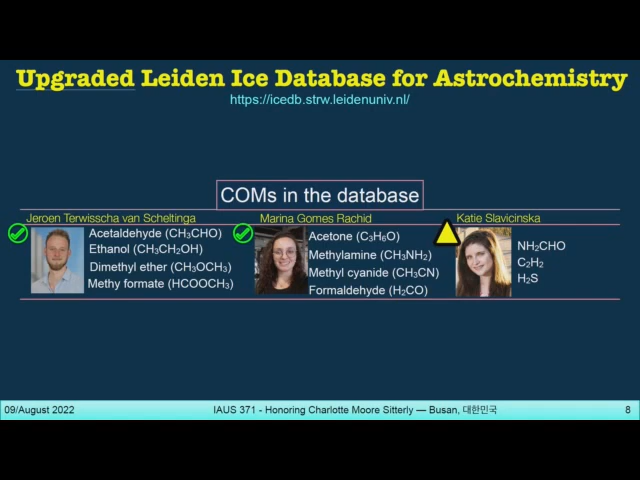 Upgraded Leiden Ice Database for Astrochemistry
https://icedb.strw.leidenuniv.nl/
COMs in the database
Jeroen Terwisscha van Scheltinga
Acetaldehyde (CH₃CHO)
Ethanol (CH₃CH₂OH)
Dimethyl ether (CH₃OCH₃)
Methy formate (HCOOCH₃)
Marina Gomes Rachid
Acetone (C₃H₆O)
Methylamine (CH₃NH₂)
Methyl cyanide (CH₃CN)
Formaldehyde (H₂CO)
Katie Slavicinska
NH₂CHO
C₂H₂
H₂S
09/August 2022
IAUS 371 - Honoring Charlotte Moore Sitterly — Busan, 대한민국
8